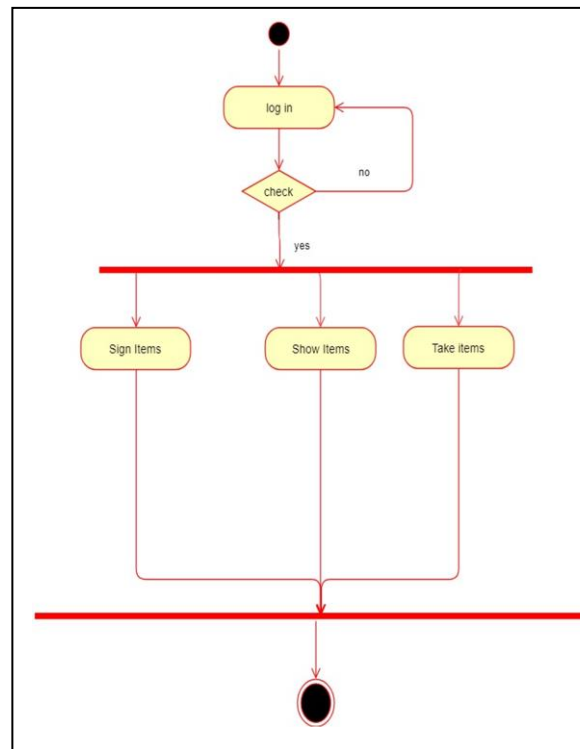 log in
no
check
yes
Sign Items
Show Items
Take items